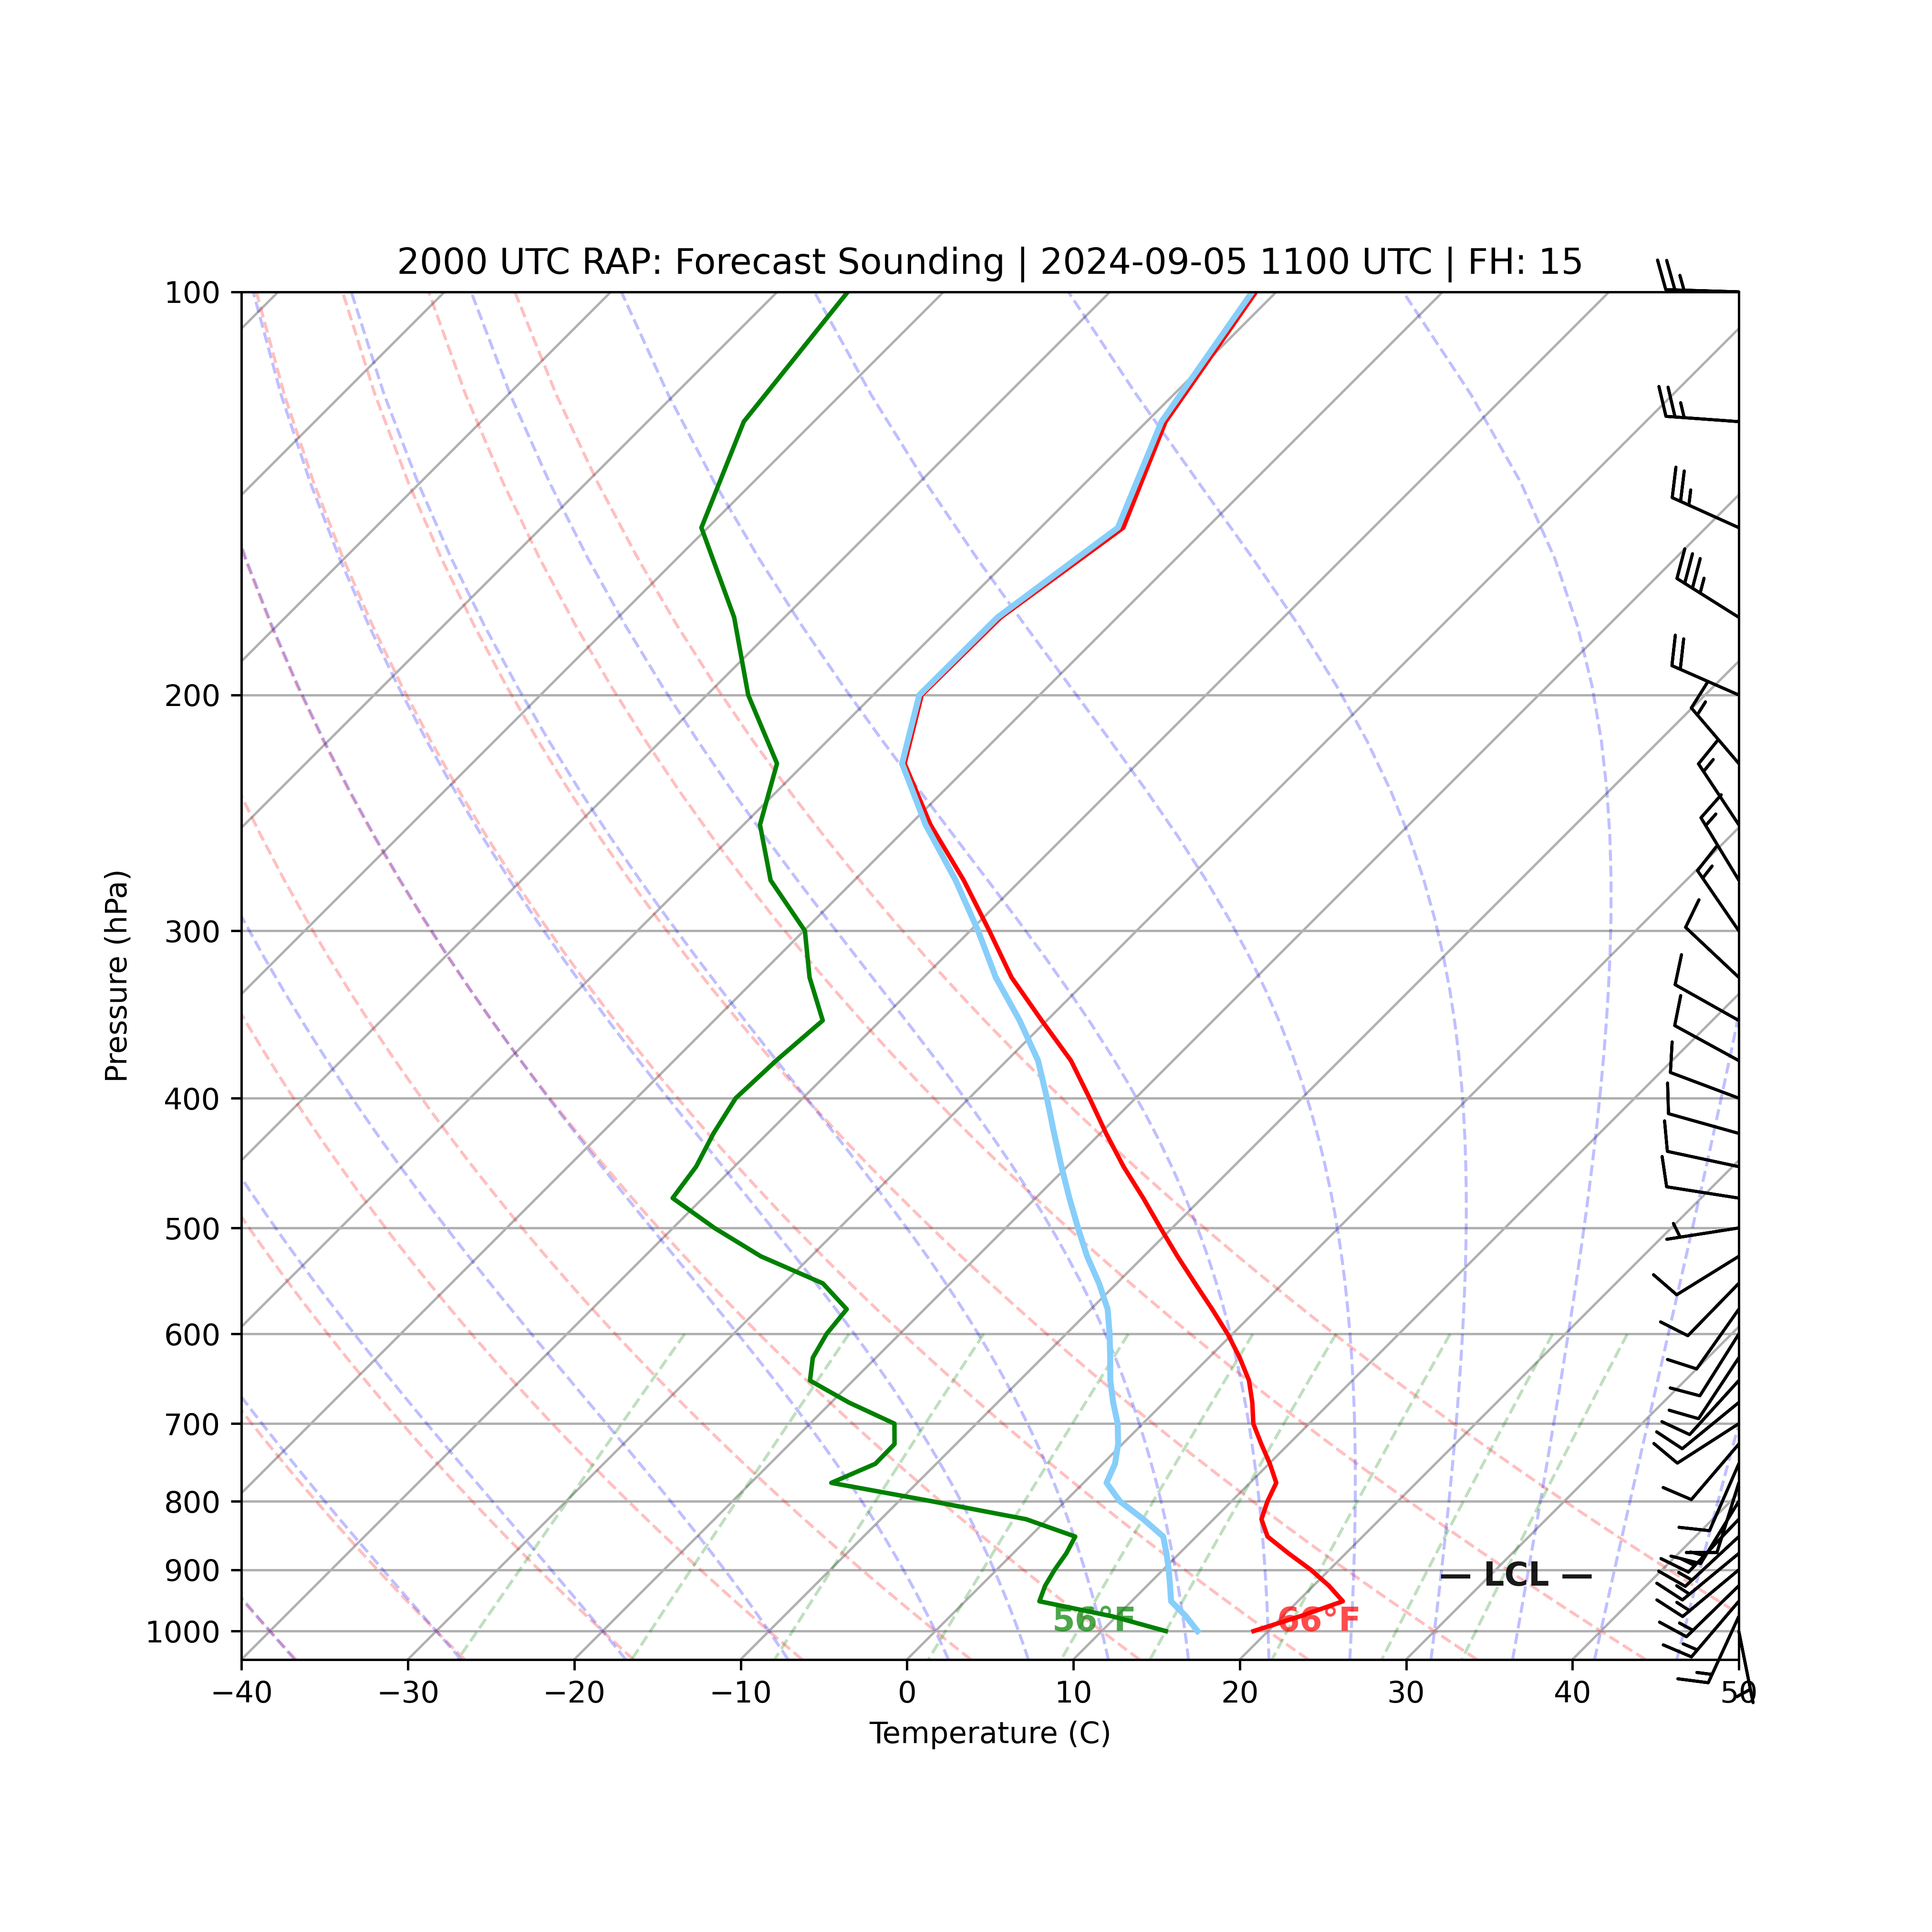 2000 UTC RAP: Forecast Sounding | 2024-09-05 1100 UTC | FH: 15
100
200
300
400
500
600
700
800
900
1000
Pressure (hPa)
— LCL —
56°F 66°F
−40 −30 −20 −10 0 10 20 30 40 50
Temperature (C)